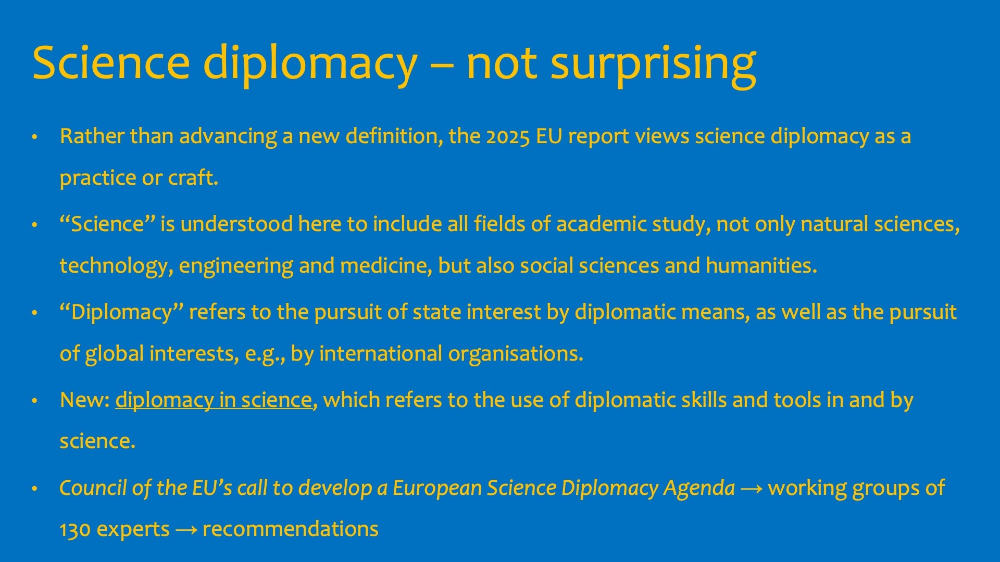 Science diplomacy – not surprising
• Rather than advancing a new definition, the 2025 EU report views science diplomacy as a
practice or craft.
• “Science” is understood here to include all fields of academic study, not only natural sciences,
technology, engineering and medicine, but also social sciences and humanities.
• “Diplomacy” refers to the pursuit of state interest by diplomatic means, as well as the pursuit
of global interests, e.g., by international organisations.
• New: diplomacy in science, which refers to the use of diplomatic skills and tools in and by
science.
• Council of the EU’s call to develop a European Science Diplomacy Agenda → working groups of
130 experts → recommendations